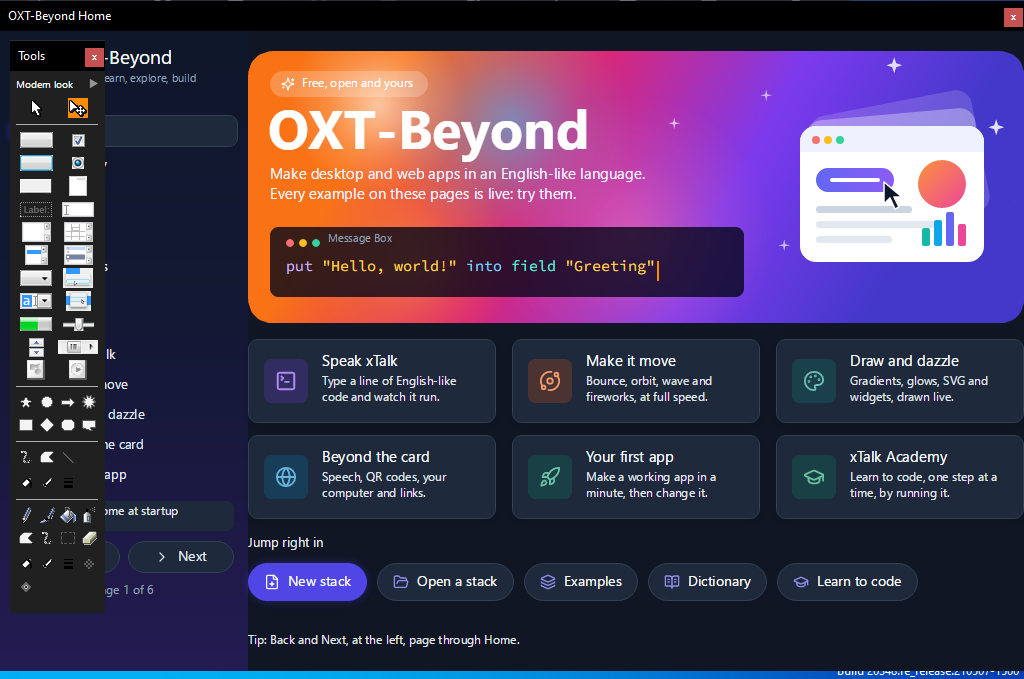 OXT-Beyond Home
Tools
Modern look
Label:
-Beyond
earn, explore, build
lk
ove
dazzle
e card
app
ome at startup
Next
ge 1 of 6
Free, open and yours
OXT-Beyond
Make desktop and web apps in an English-like language.
Every example on these pages is live: try them.
Message Box
put "Hello, world!" into field "Greeting"
Speak xTalk
Type a line of English-like
code and watch it run.
Make it move
Bounce, orbit, wave and
fireworks, at full speed.
Draw and dazzle
Gradients, glows, SVG and
widgets, drawn live.
Beyond the card
Speech, QR codes, your
computer and links.
Your first app
Make a working app in a
minute, then change it.
xTalk Academy
Learn to code, one step at a
time, by running it.
Jump right in
New stack
Open a stack
Examples
Dictionary
Learn to code
Tip: Back and Next, at the left, page through Home.